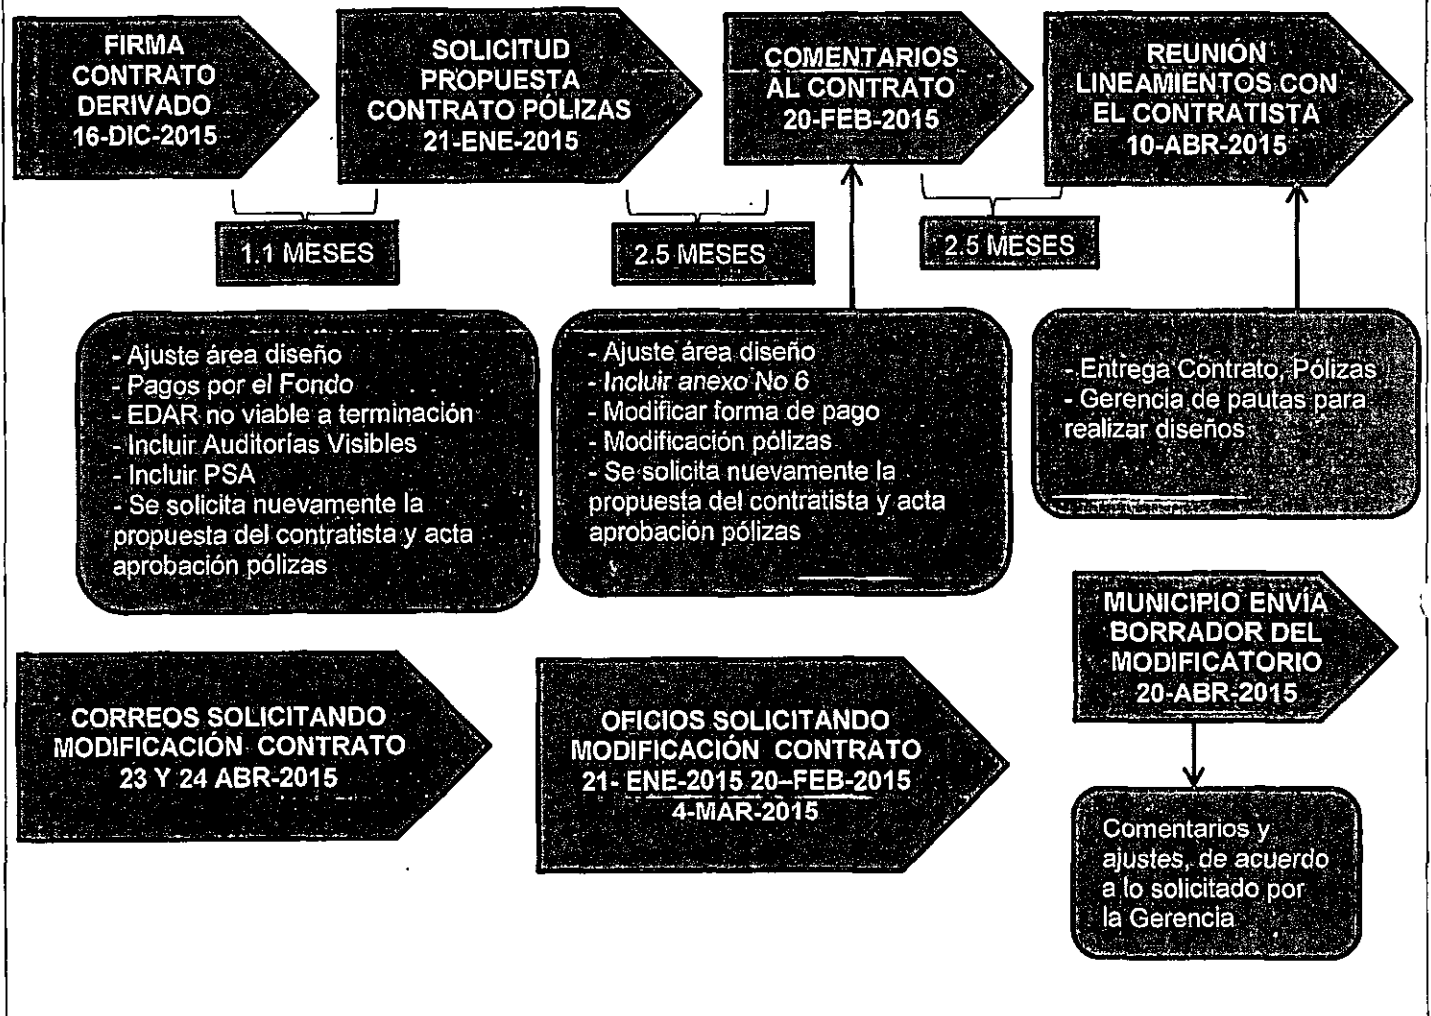 FIRMA
CONTRATO
DERIVADO
16-DIC-2015
SOLICITUD
PROPUESTA
CONTRATO PÓLIZAS
21-ENE-2015
COMENTARIOS
AL CONTRATO
20-FEB-2015
REUNIÓN
LINEAMIENTOS CON
EL CONTRATISTA
10-ABR-2015
1.1 MESES
2.5 MESES
2.5 MESES
- Ajuste área diseño
- Pagos por el Fondo
- EDAR no viable a terminación
- Incluir Auditorías Visibles
- Incluir PSA
- Se solicita nuevamente la
propuesta del contratista y acta
aprobación pólizas
- Ajuste área diseño
- Incluir anexo No 6
- Modificar forma de pago
- Modificación pólizas
- Se solicita nuevamente la
propuesta del contratista y acta
aprobación pólizas
- Entrega Contrato, Pólizas
- Gerencia de pautas para
realizar diseños
MUNICIPIO ENVÍA
BORRADOR DEL
MODIFICATORIO
20-ABR-2015
CORREOS SOLICITANDO
MODIFICACIÓN CONTRATO
23 Y 24 ABR-2015
OFICIOS SOLICITANDO
MODIFICACIÓN CONTRATO
21- ENE-2015 20–FEB-2015
4-MAR-2015
Comentarios y
ajustes, de acuerdo
a lo solicitado por
la Gerencia